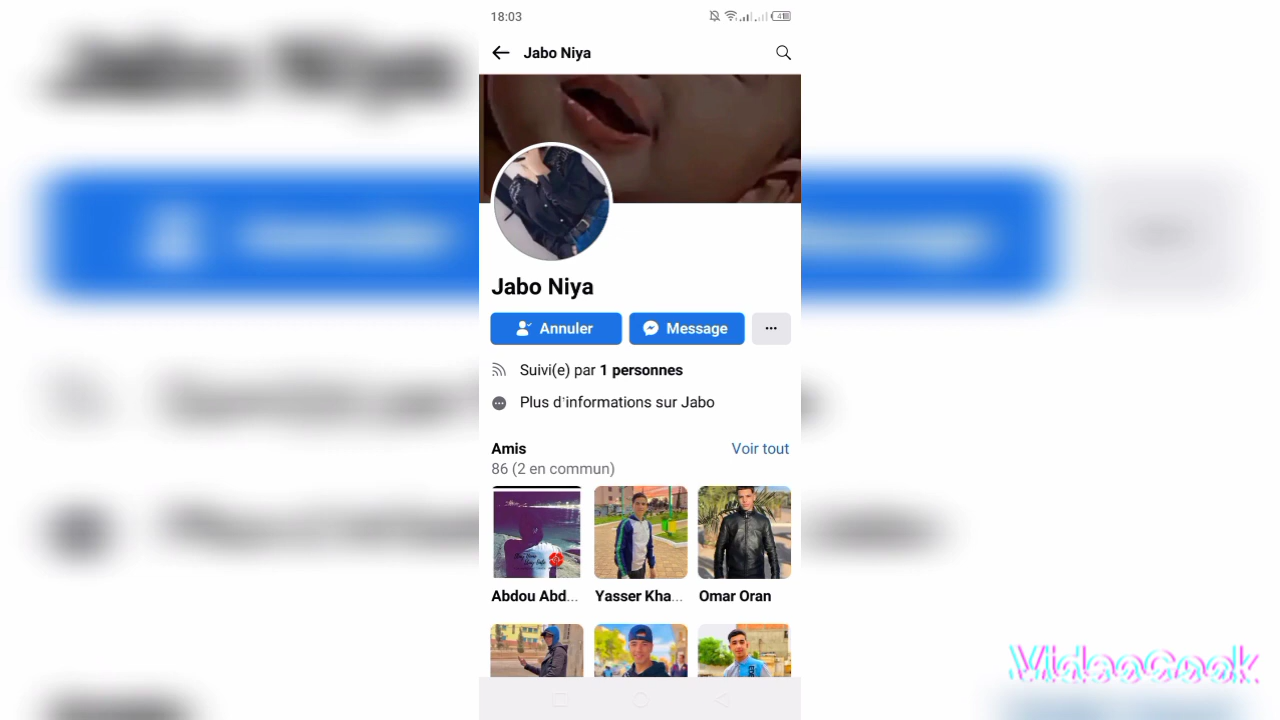 18:03
41
Jabo Niya
Jabo Niya
Annuler
Message
Suivi(e) par 1 personnes
Plus d'informations sur Jabo
Amis
Voir tout
86 (2 en commun)
Abdou Abd...
Yasser Kha...
Omar Oran
VideoCook